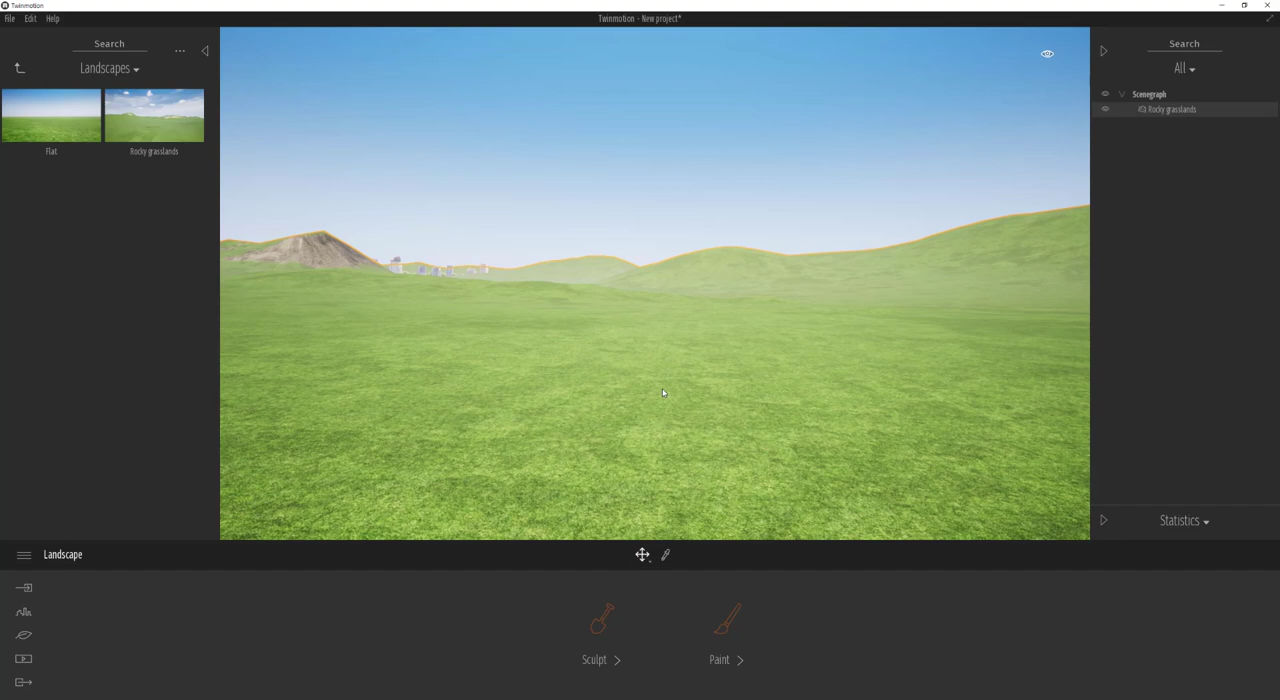 Twinmotion
File Edit Help
Twinmotion - New project*
Search
...
Landscapes
Flat
Rocky grasslands
Search
All
Scenegraph
Rocky grasslands
Statistics
Landscape
Sculpt
Paint